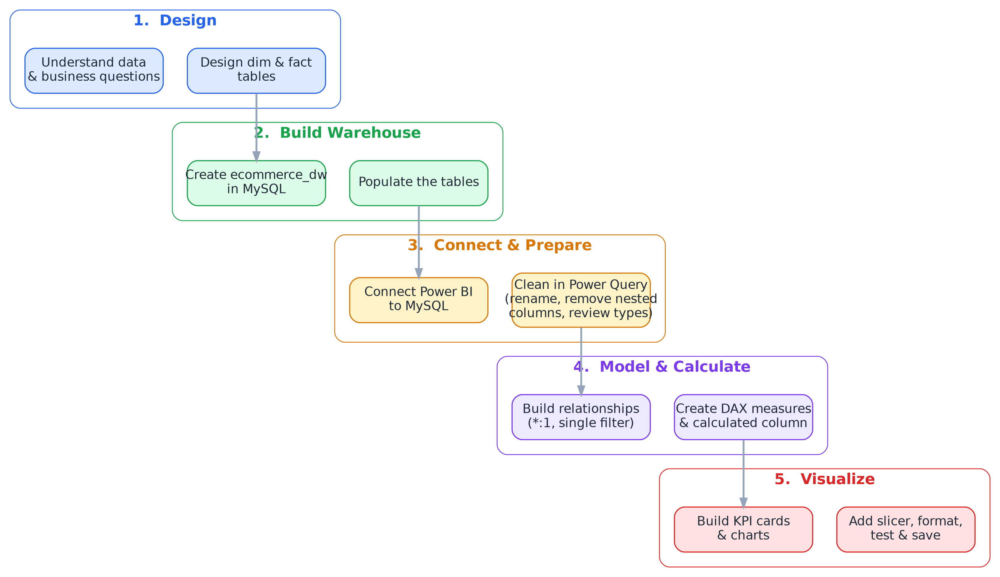 1.  Design
Understand data
& business questions
Design dim & fact
tables
2.  Build Warehouse
Create ecommerce_dw
in MySQL
Populate the tables
3.  Connect & Prepare
Connect Power BI
to MySQL
Clean in Power Query
(rename, remove nested
columns, review types)
4.  Model & Calculate
Build relationships
(*:1, single filter)
Create DAX measures
& calculated column
5.  Visualize
Build KPI cards
& charts
Add slicer, format,
test & save